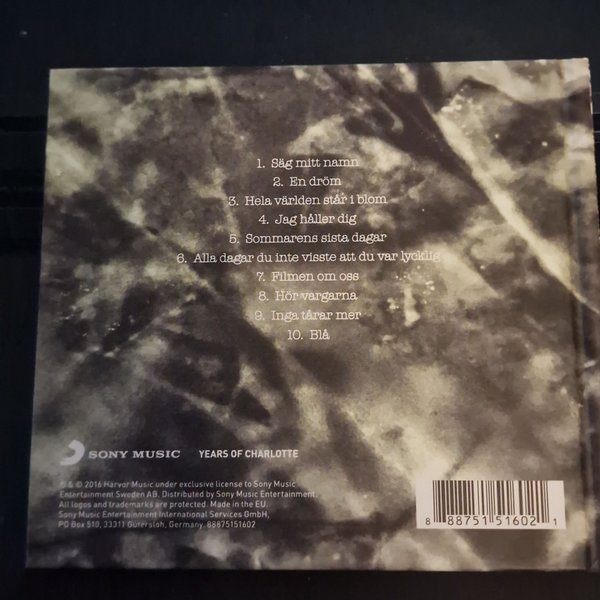 1. Säg mitt namn
2. En dröm
3. Hela världen står i blom
4. Jag håller dig
5. Sommarens sista dagar
6. Alla dagar du inte visste att du var lycklig
7. Filmen om oss
8. Hör vargarna
9. Inga tårar mer
10. Blå
SONY MUSIC YEARS OF CHARLOTTE
℗ & © 2016 Harvor Music under exclusive license to Sony Music
Entertainment Sweden AB. Distributed by Sony Music Entertainment.
All logos and trademarks are protected. Made in the EU.
Sony Music Entertainment International Services GmbH,
PO Box 510, 33311 Gütersloh, Germany. 88875151602
8 88751 51602 1